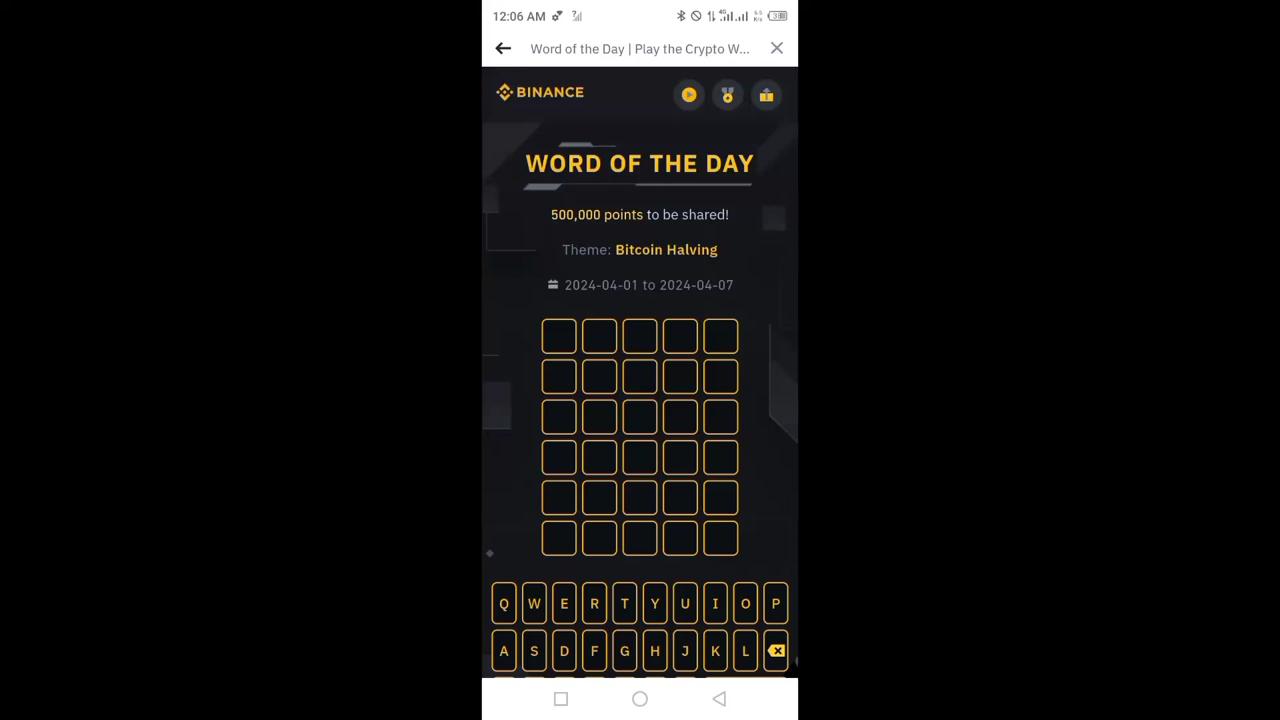 12:06 AM
Word of the Day | Play the Crypto W...
BINANCE
WORD OF THE DAY
500,000 points to be shared!
Theme: Bitcoin Halving
2024-04-01 to 2024-04-07
Q W E R T Y U I O P
A S D F G H J K L